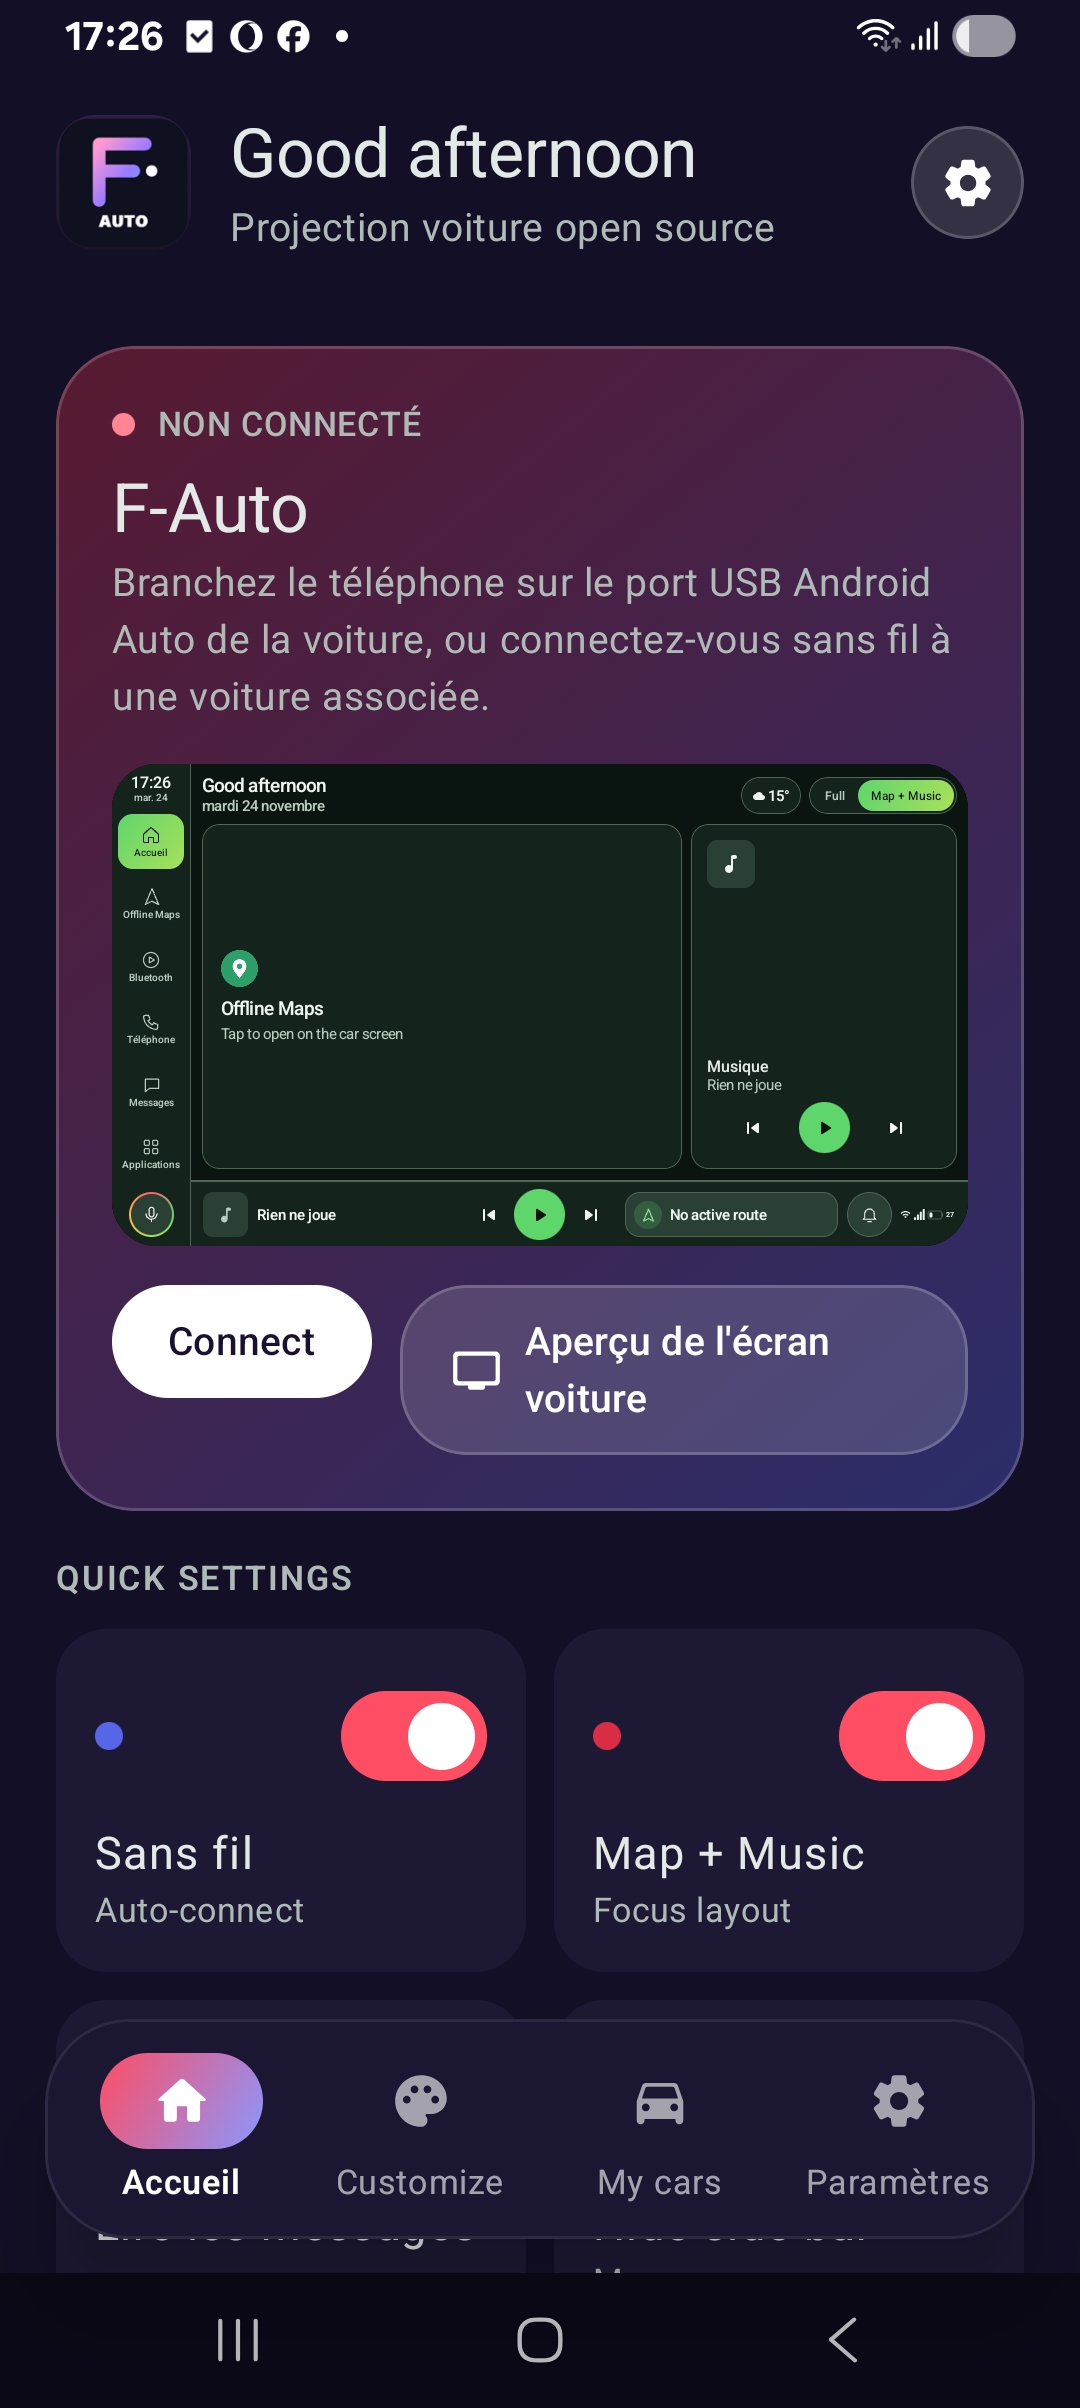 17:26
AUTO
Good afternoon
Projection voiture open source
NON CONNECTÉ
F-Auto
Branchez le téléphone sur le port USB Android
Auto de la voiture, ou connectez-vous sans fil à
une voiture associée.
17:26
mar. 24
Good afternoon
mardi 24 novembre
15°
Full
Map + Music
Accueil
Offline Maps
Bluetooth
Téléphone
Messages
Applications
Offline Maps
Tap to open on the car screen
Musique
Rien ne joue
Rien ne joue
No active route
27
Connect
Aperçu de l'écran
voiture
QUICK SETTINGS
Sans fil
Auto-connect
Map + Music
Focus layout
Accueil
Customize
My cars
Paramètres